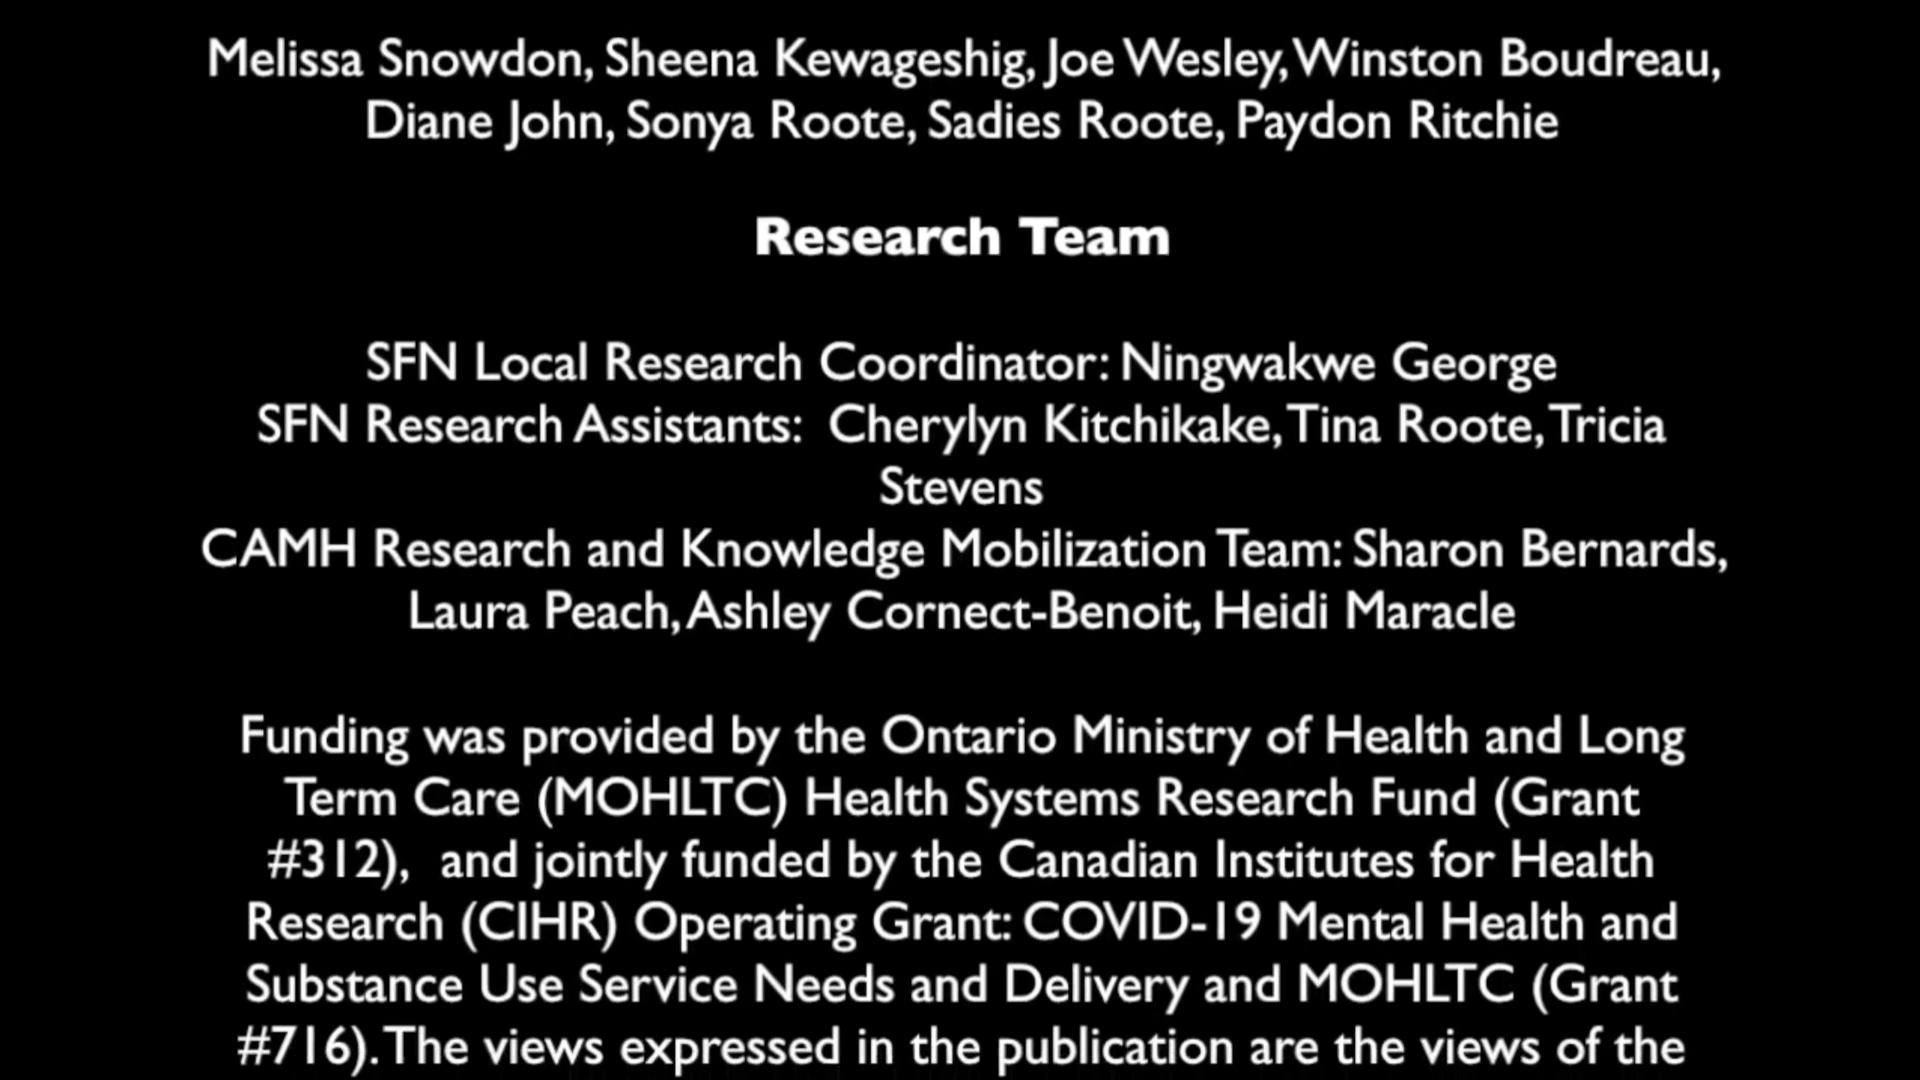 Melissa Snowdon, Sheena Kewageshig, Joe Wesley, Winston Boudreau,
Diane John, Sonya Roote, Sadies Roote, Paydon Ritchie
Research Team
SFN Local Research Coordinator: Ningwakwe George
SFN Research Assistants:  Cherylyn Kitchikake, Tina Roote, Tricia
Stevens
CAMH Research and Knowledge Mobilization Team: Sharon Bernards,
Laura Peach, Ashley Cornect-Benoit, Heidi Maracle
Funding was provided by the Ontario Ministry of Health and Long
Term Care (MOHLTC) Health Systems Research Fund (Grant
#312),  and jointly funded by the Canadian Institutes for Health
Research (CIHR) Operating Grant: COVID-19 Mental Health and
Substance Use Service Needs and Delivery and MOHLTC (Grant
#716). The views expressed in the publication are the views of the